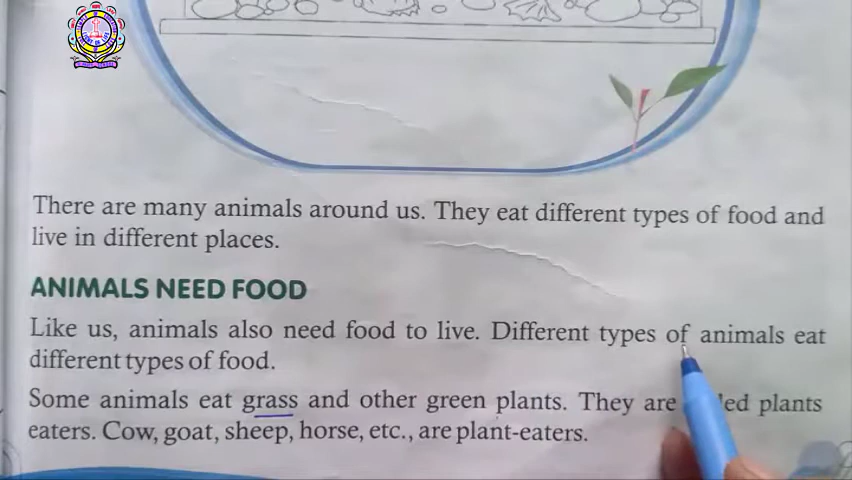 There are many animals around us. They eat different types of food and
live in different places.
ANIMALS NEED FOOD
Like us, animals also need food to live. Different types of animals eat
different types of food.
Some animals eat grass and other green plants. They are plants
eaters. Cow, goat, sheep, horse, etc., are plant-eaters.